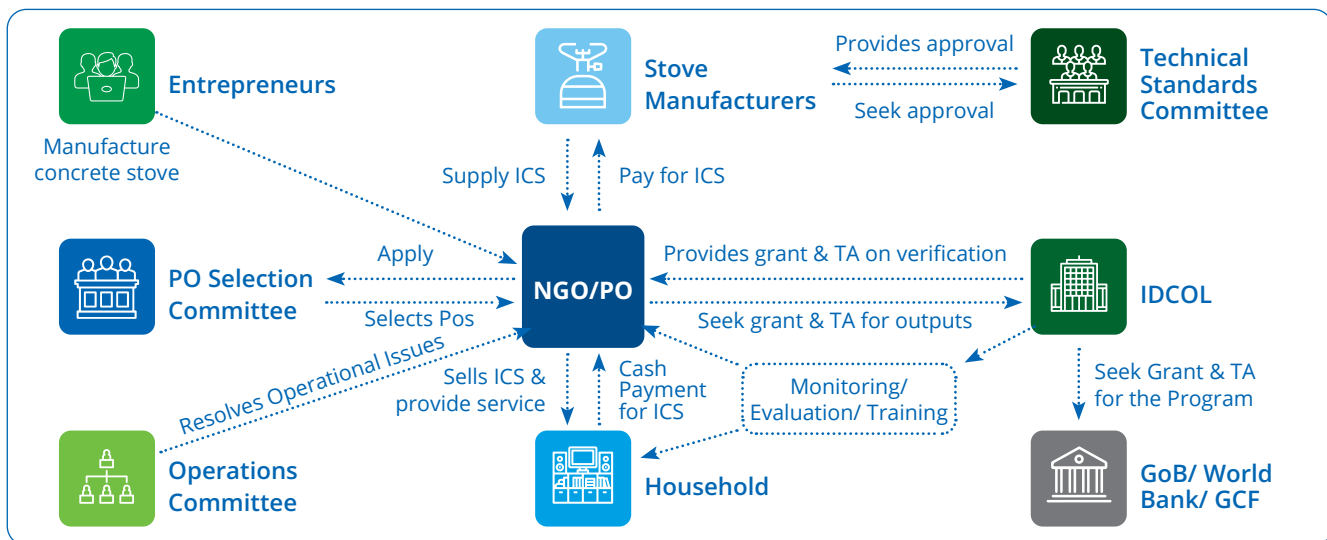 Entrepreneurs
Manufacture
concrete stove
Stove
Manufacturers
Provides approval
Seek approval
Technical
Standards
Committee
Supply ICS
Pay for ICS
PO Selection
Committee
Apply
Selects Pos
NGO/PO
Provides grant & TA on verification
Seek grant & TA for outputs
IDCOL
Resolves Operational Issues
Operations
Committee
Sells ICS &
provide service
Cash
Payment
for ICS
Monitoring/
Evaluation/ Training
Seek Grant & TA
for the Program
Household
GoB/ World
Bank/ GCF